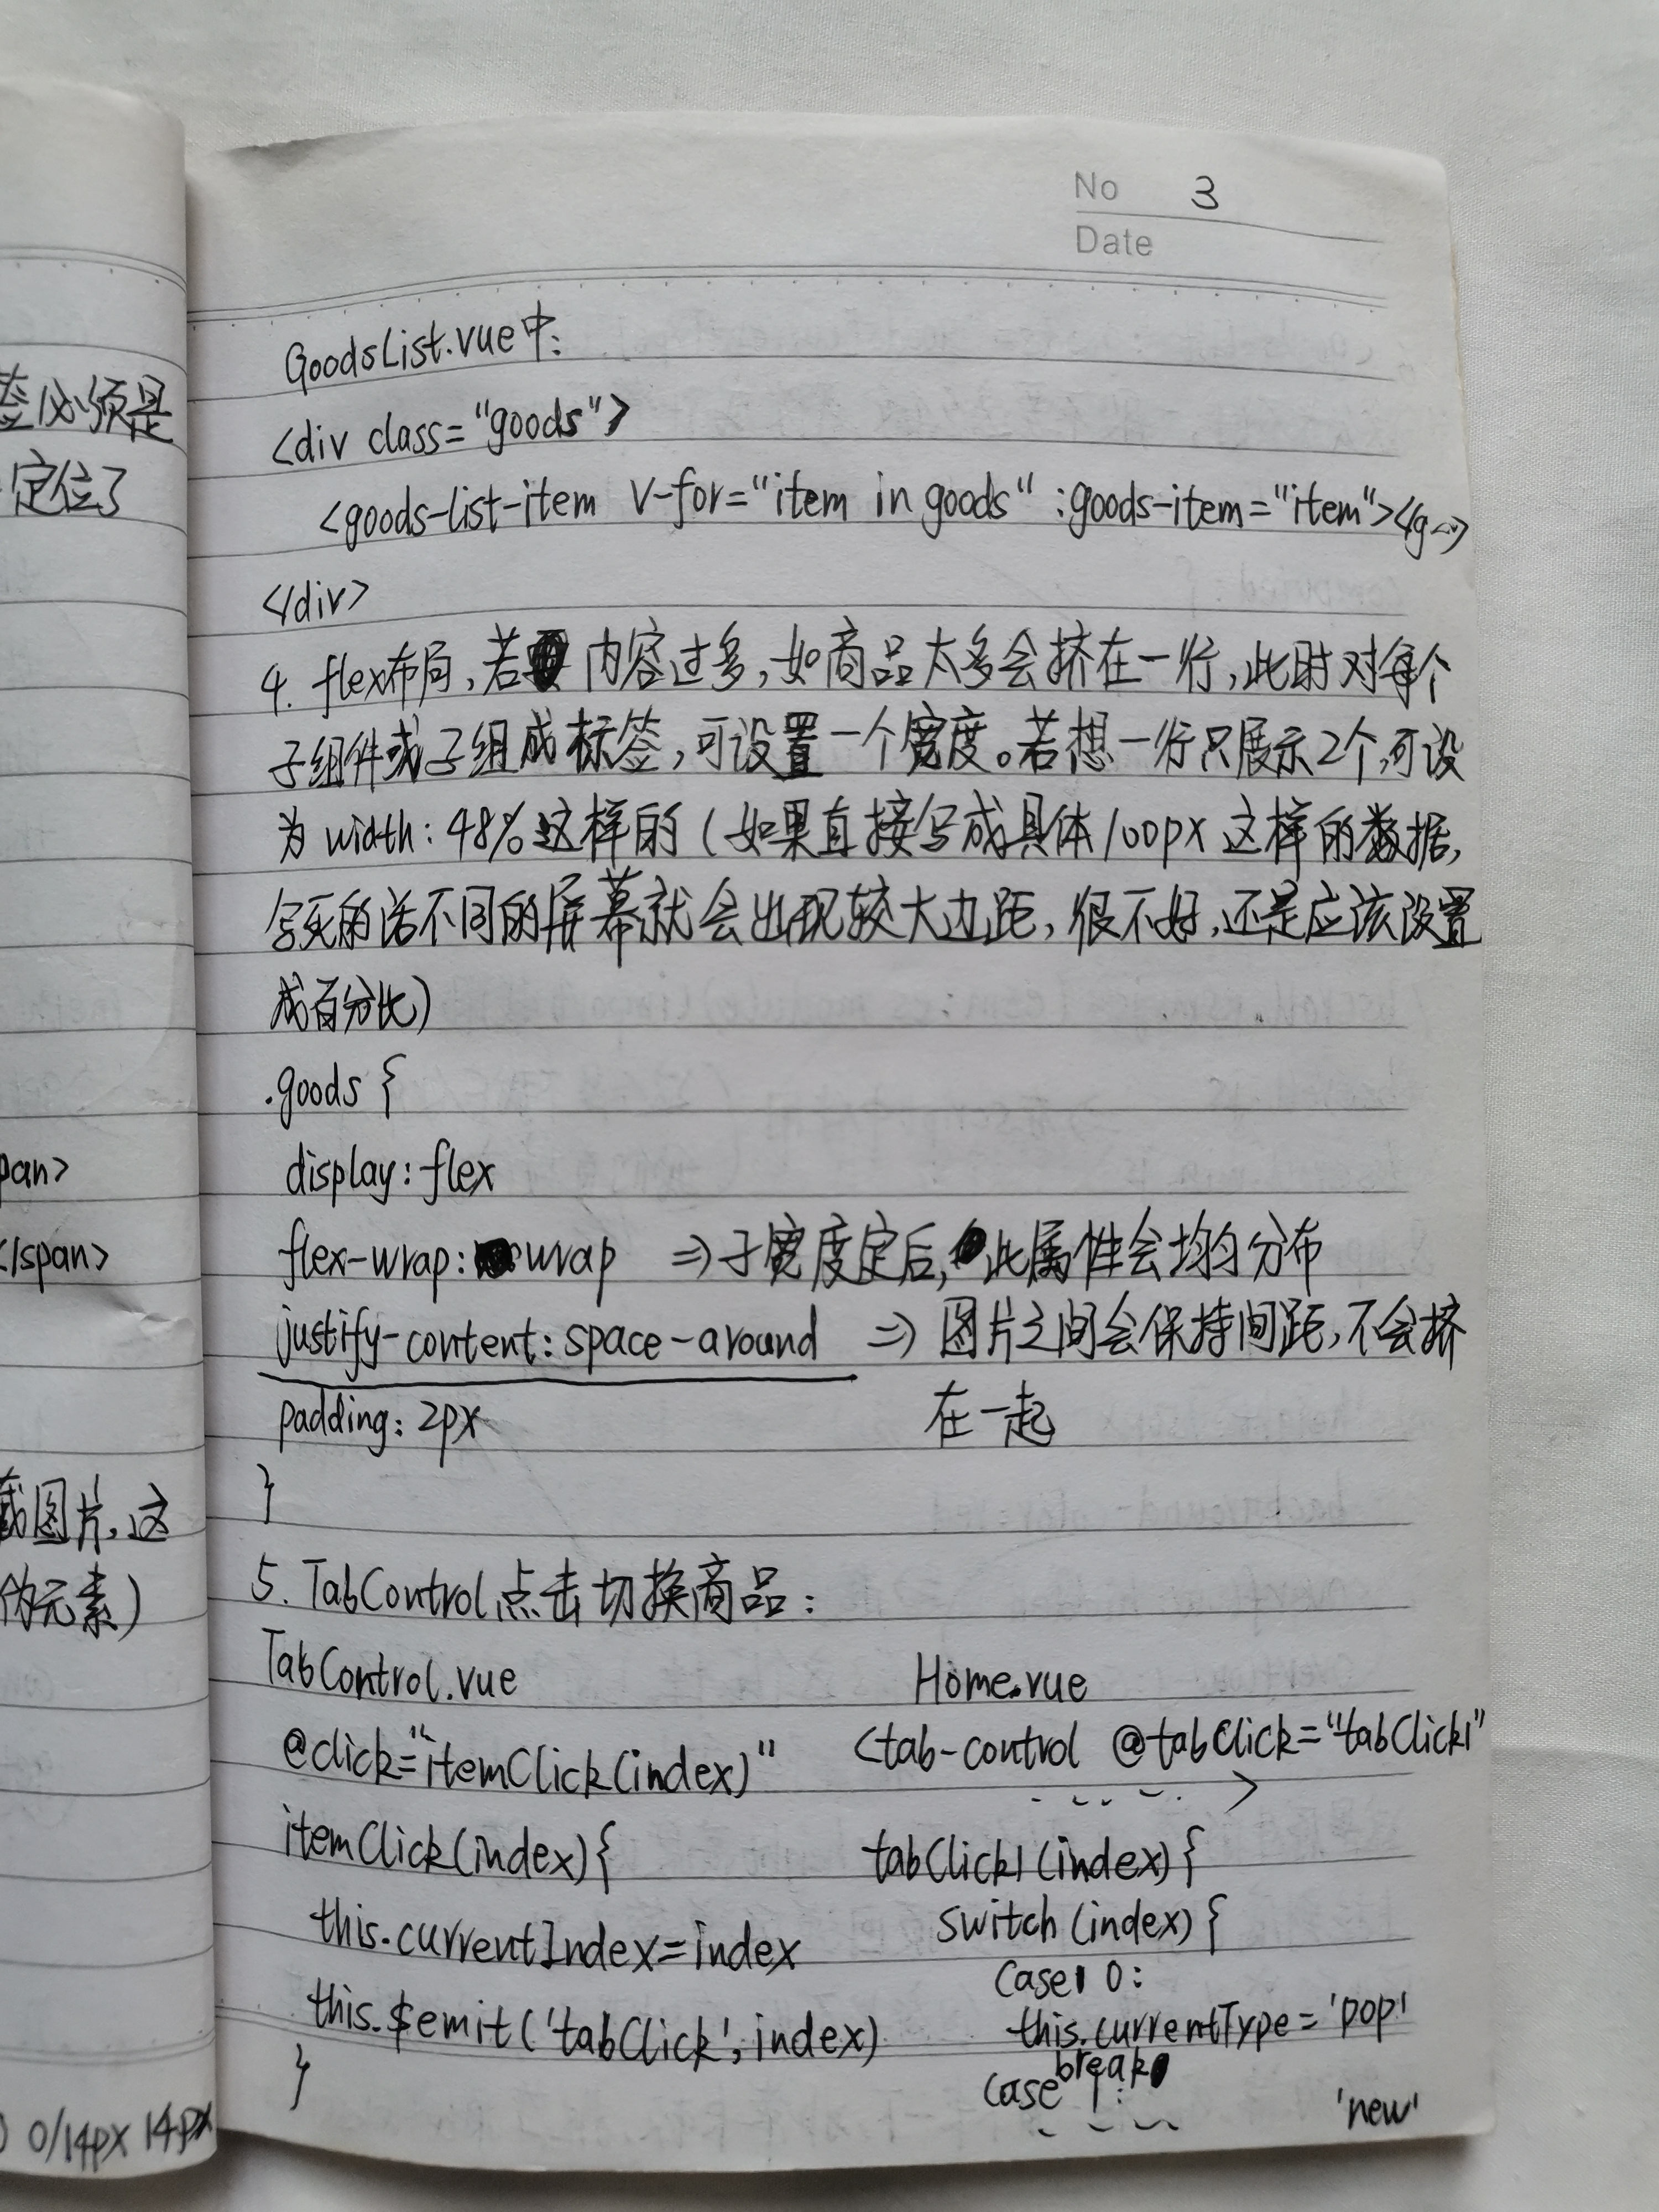 No 3
Date
签必须是
定位了
pan>
</span>
截图片,这
伪元素)
0/14px 14px
GoodsList.vue中:
<div class="goods">
<goods-list-item v-for="item in goods" :goods-item="item"></g~>
</div>
4. flex布局,若 内容过多,如商品太多会挤在一行,此时对每个
子组件或子组成标签,可设置一个宽度。若想一行只展示2个,可设
为 width: 48% 这样的(如果直接写成具体100px 这样的数据,
写死的话不同的屏幕就会出现较大边距,很不好,还是应该设置
成百分比)
.goods {
display: flex
flex-wrap: wrap ⇒子宽度定后,此属性会均匀分布
justify-content: space-around ⇒ 图片之间会保持间距,不会挤
在一起
padding: 2px
}
5. TabControl点击切换商品:
TabControl.vue
@click="itemClick(index)"
itemClick(index){
this.currentIndex=index
this.$emit('tabClick', index)
}
Home.vue
<tab-control @tabClick="tabClick1"
>
tabClick1(index){
switch(index){
case 0:
this.currentType='pop'
break
case 1:
'new'